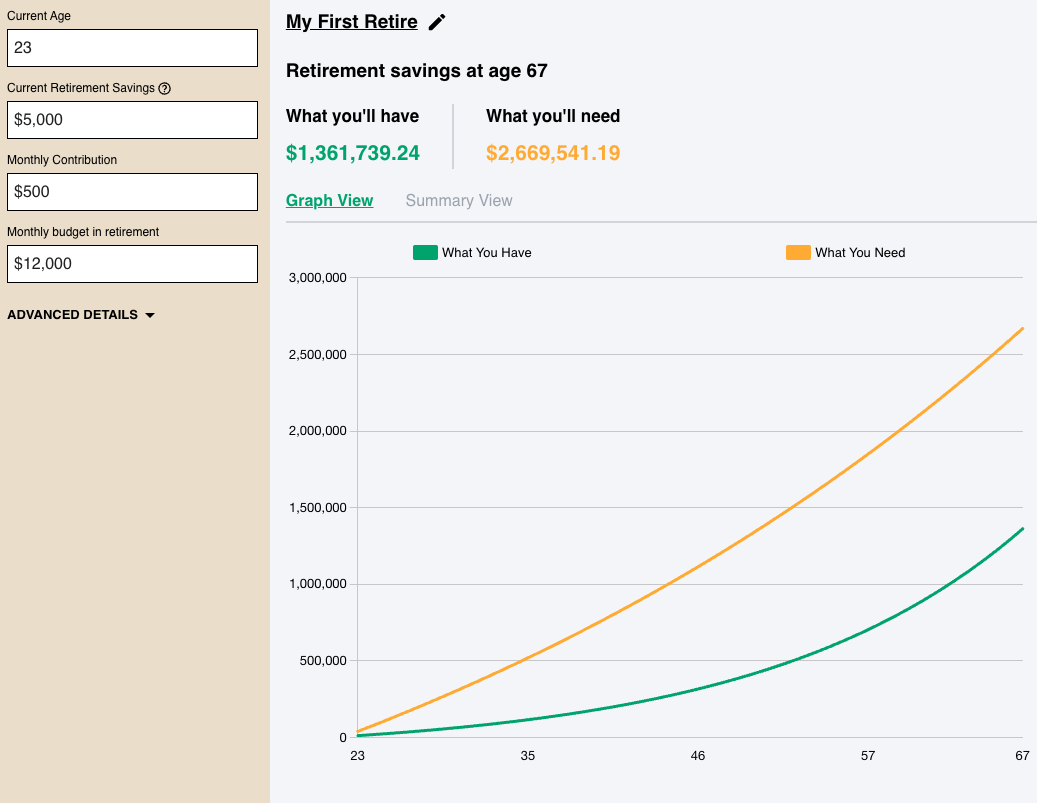 Current Age
23
Current Retirement Savings ?
$5,000
Monthly Contribution
$500
Monthly budget in retirement
$12,000
ADVANCED DETAILS
My First Retire
Retirement savings at age 67
What you'll have
What you'll need
$1,361,739.24
$2,669,541.19
Graph View
Summary View
What You Have
What You Need
3,000,000
2,500,000
2,000,000
1,500,000
1,000,000
500,000
0
23
35
46
57
67